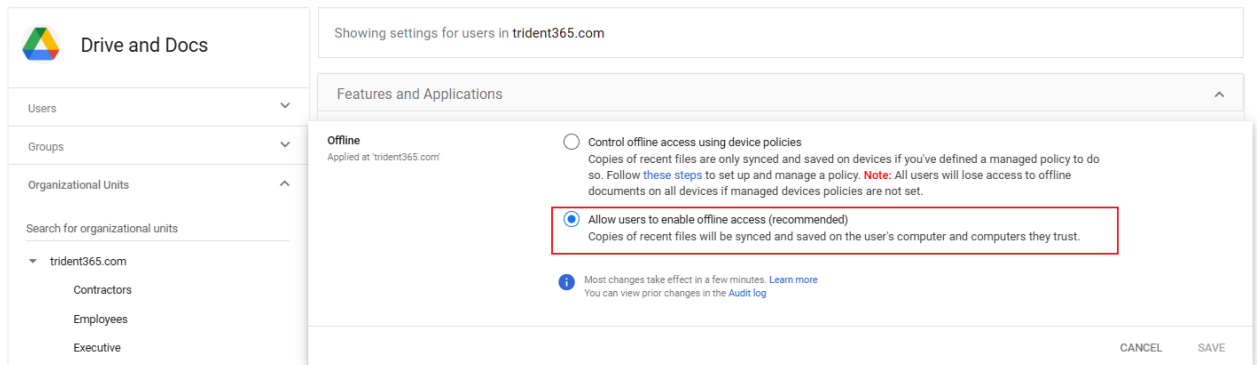 Drive and Docs
Users
Groups
Organizational Units
Search for organizational units
trident365.com
Contractors
Employees
Executive
Showing settings for users in trident365.com
Features and Applications
Offline
Applied at 'trident365.com'
Control offline access using device policies
Copies of recent files are only synced and saved on devices if you've defined a managed policy to do
so. Follow these steps to set up and manage a policy. Note: All users will lose access to offline
documents on all devices if managed devices policies are not set.
Allow users to enable offline access (recommended)
Copies of recent files will be synced and saved on the user's computer and computers they trust.
Most changes take effect in a few minutes. Learn more
You can view prior changes in the Audit log
CANCEL SAVE